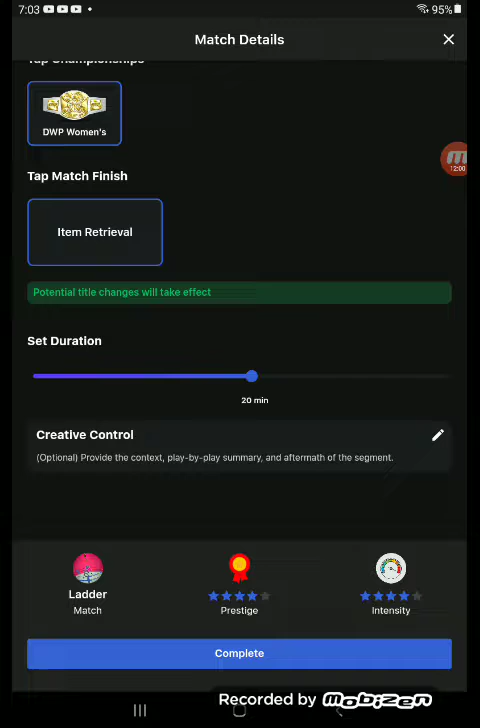 7:03
95%
Match Details
Tap Championships
DWP Women's
12:00
Tap Match Finish
Item Retrieval
Potential title changes will take effect
Set Duration
20 min
Creative Control
(Optional) Provide the context, play-by-play summary, and aftermath of the segment.
Ladder
Match
Prestige
Intensity
Complete
Recorded by Mobizen